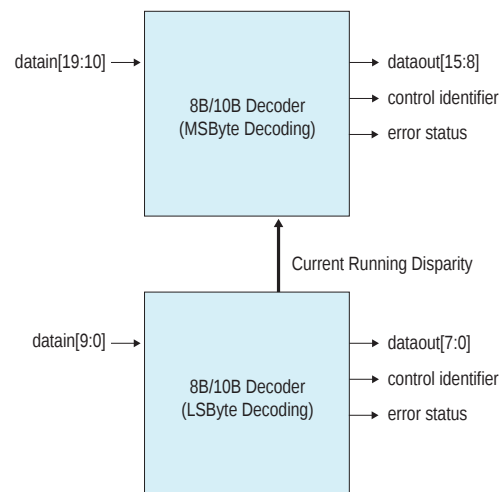 datain[19:10]
8B/10B Decoder
(MSByte Decoding)
dataout[15:8]
control identifier
error status
Current Running Disparity
datain[9:0]
8B/10B Decoder
(LSByte Decoding)
dataout[7:0]
control identifier
error status